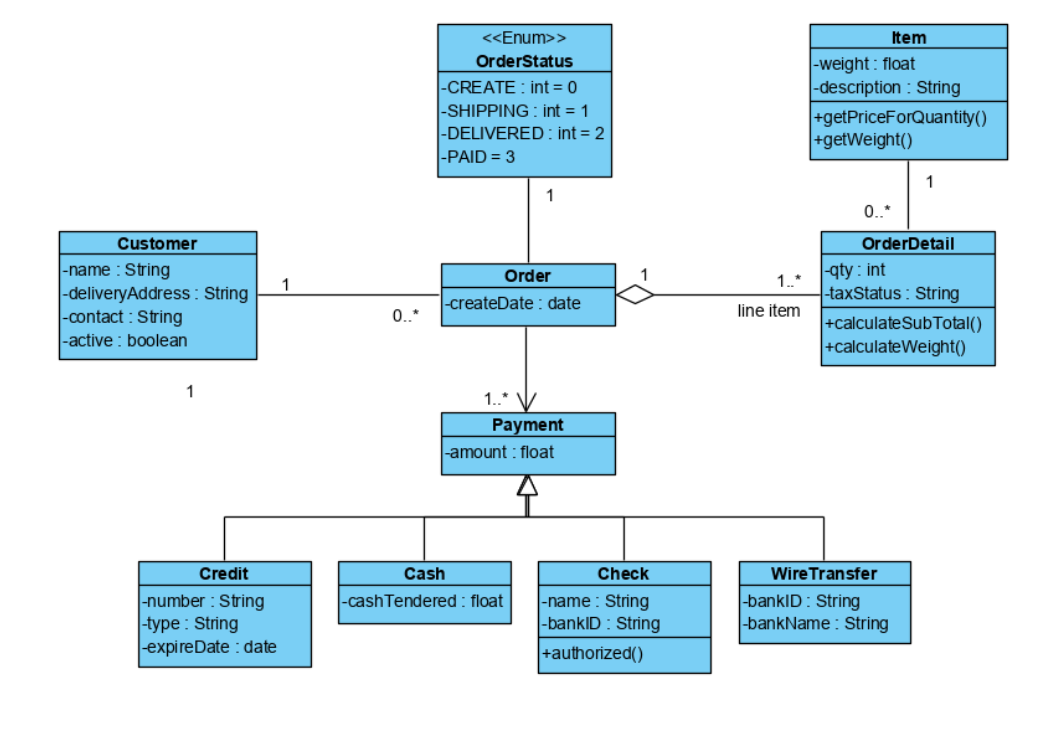 <<Enum>>
OrderStatus
-CREATE : int = 0
-SHIPPING : int = 1
-DELIVERED : int = 2
-PAID = 3
Item
-weight : float
-description : String
+getPriceForQuantity()
+getWeight()
1
1
0..*
Customer
-name : String
-deliveryAddress : String
-contact : String
-active : boolean
1
0..*
Order
-createDate : date
1
1..*
line item
OrderDetail
-qty : int
-taxStatus : String
+calculateSubTotal()
+calculateWeight()
1
1..*
Payment
-amount : float
Credit
-number : String
-type : String
-expireDate : date
Cash
-cashTendered : float
Check
-name : String
-bankID : String
+authorized()
WireTransfer
-bankID : String
-bankName : String